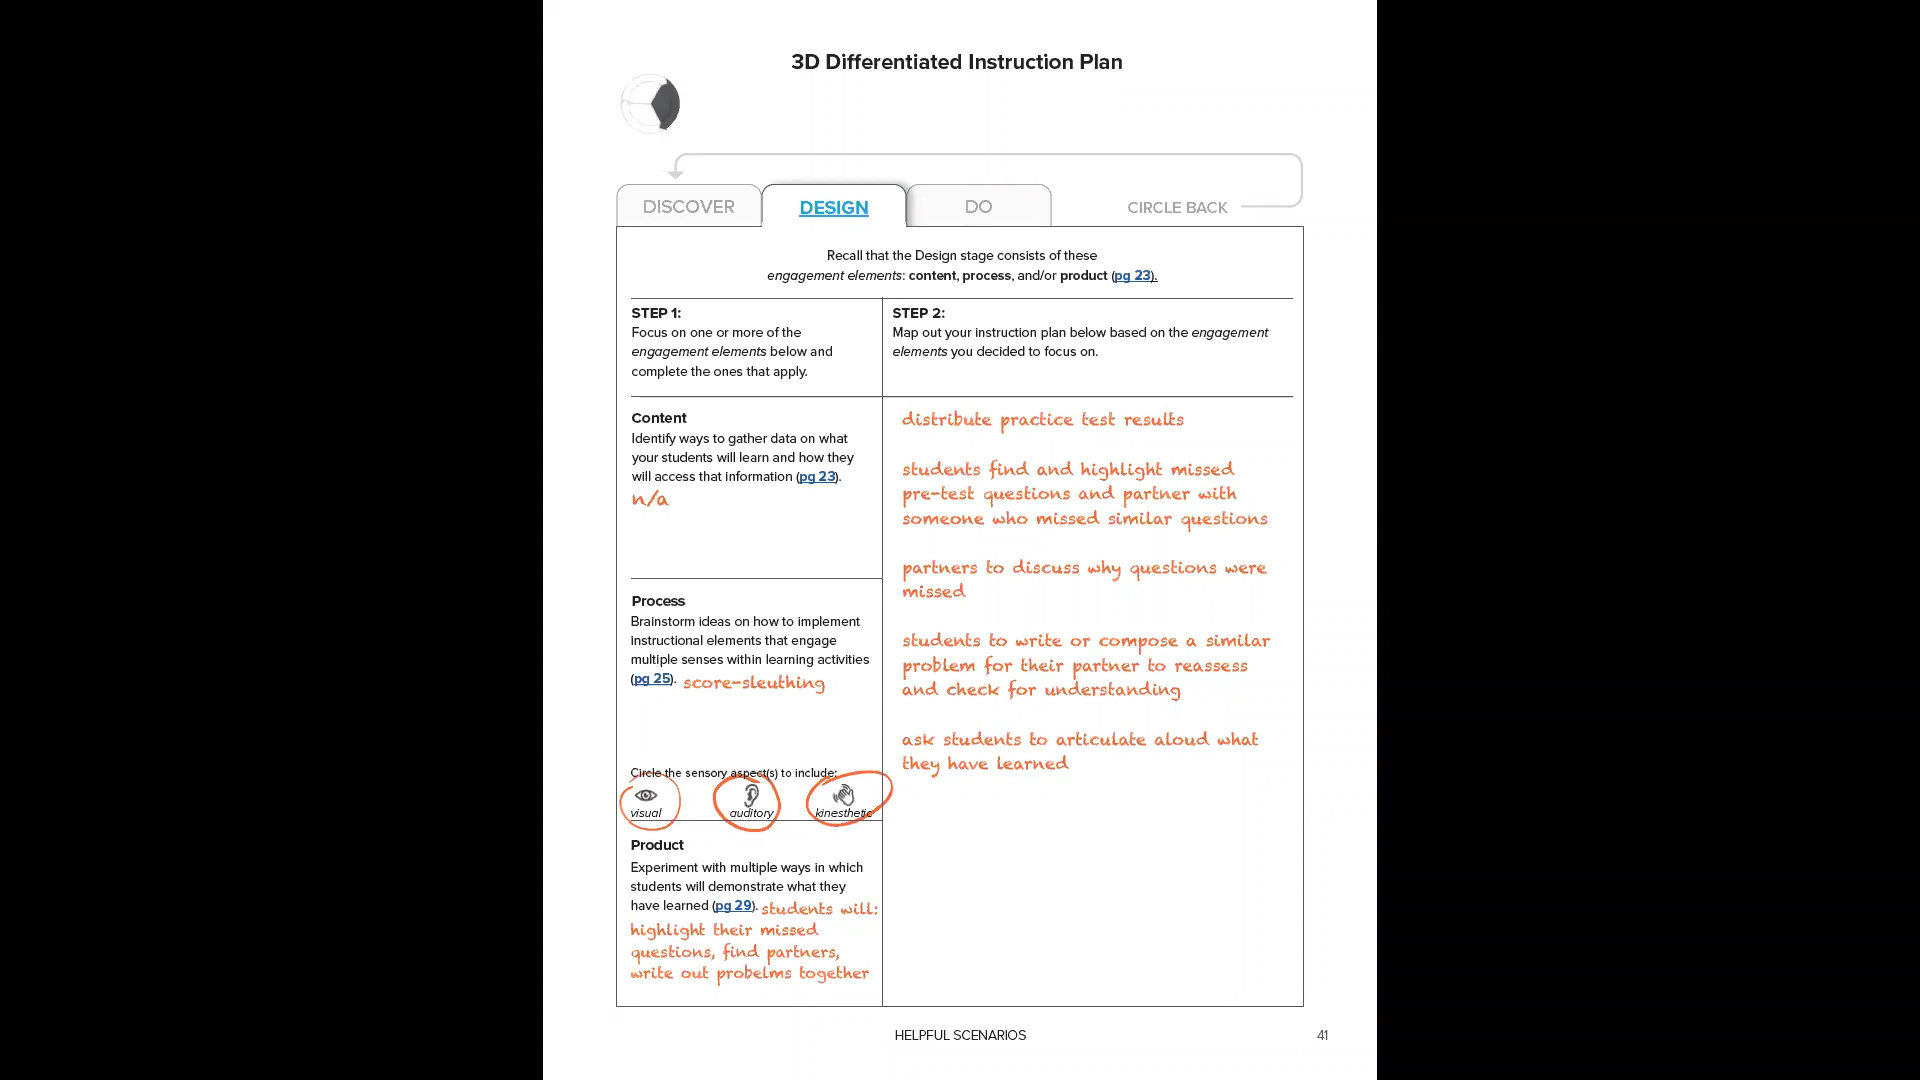 3D Differentiated Instruction Plan
DISCOVER
DESIGN
DO
CIRCLE BACK
Recall that the Design stage consists of these
engagement elements: content, process, and/or product (pg 23).
STEP 1:
Focus on one or more of the
engagement elements below and
complete the ones that apply.
STEP 2:
Map out your instruction plan below based on the engagement
elements you decided to focus on.
Content
Identify ways to gather data on what
your students will learn and how they
will access that information (pg 23).
n/a
Process
Brainstorm ideas on how to implement
instructional elements that engage
multiple senses within learning activities
(pg 25). score-sleuthing
Circle the sensory aspect(s) to include:
visual
auditory
kinesthetic
Product
Experiment with multiple ways in which
students will demonstrate what they
have learned (pg 29). students will:
highlight their missed
questions, find partners,
write out probelms together
distribute practice test results
students find and highlight missed
pre-test questions and partner with
someone who missed similar questions
partners to discuss why questions were
missed
students to write or compose a similar
problem for their partner to reassess
and check for understanding
ask students to articulate aloud what
they have learned
HELPFUL SCENARIOS
41